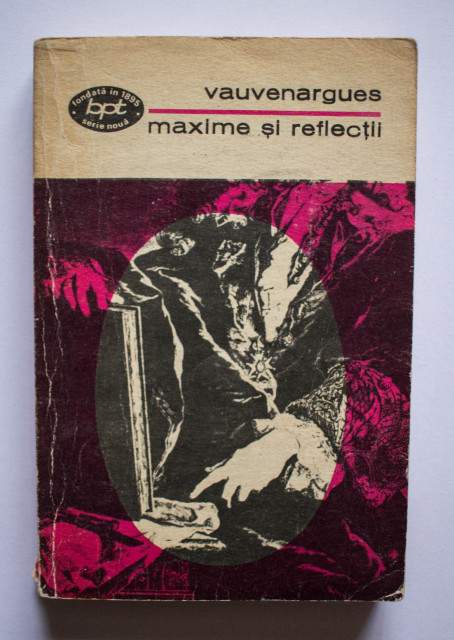 fondată în 1895
bpt
serie nouă
vauvenargues
maxime și reflecții